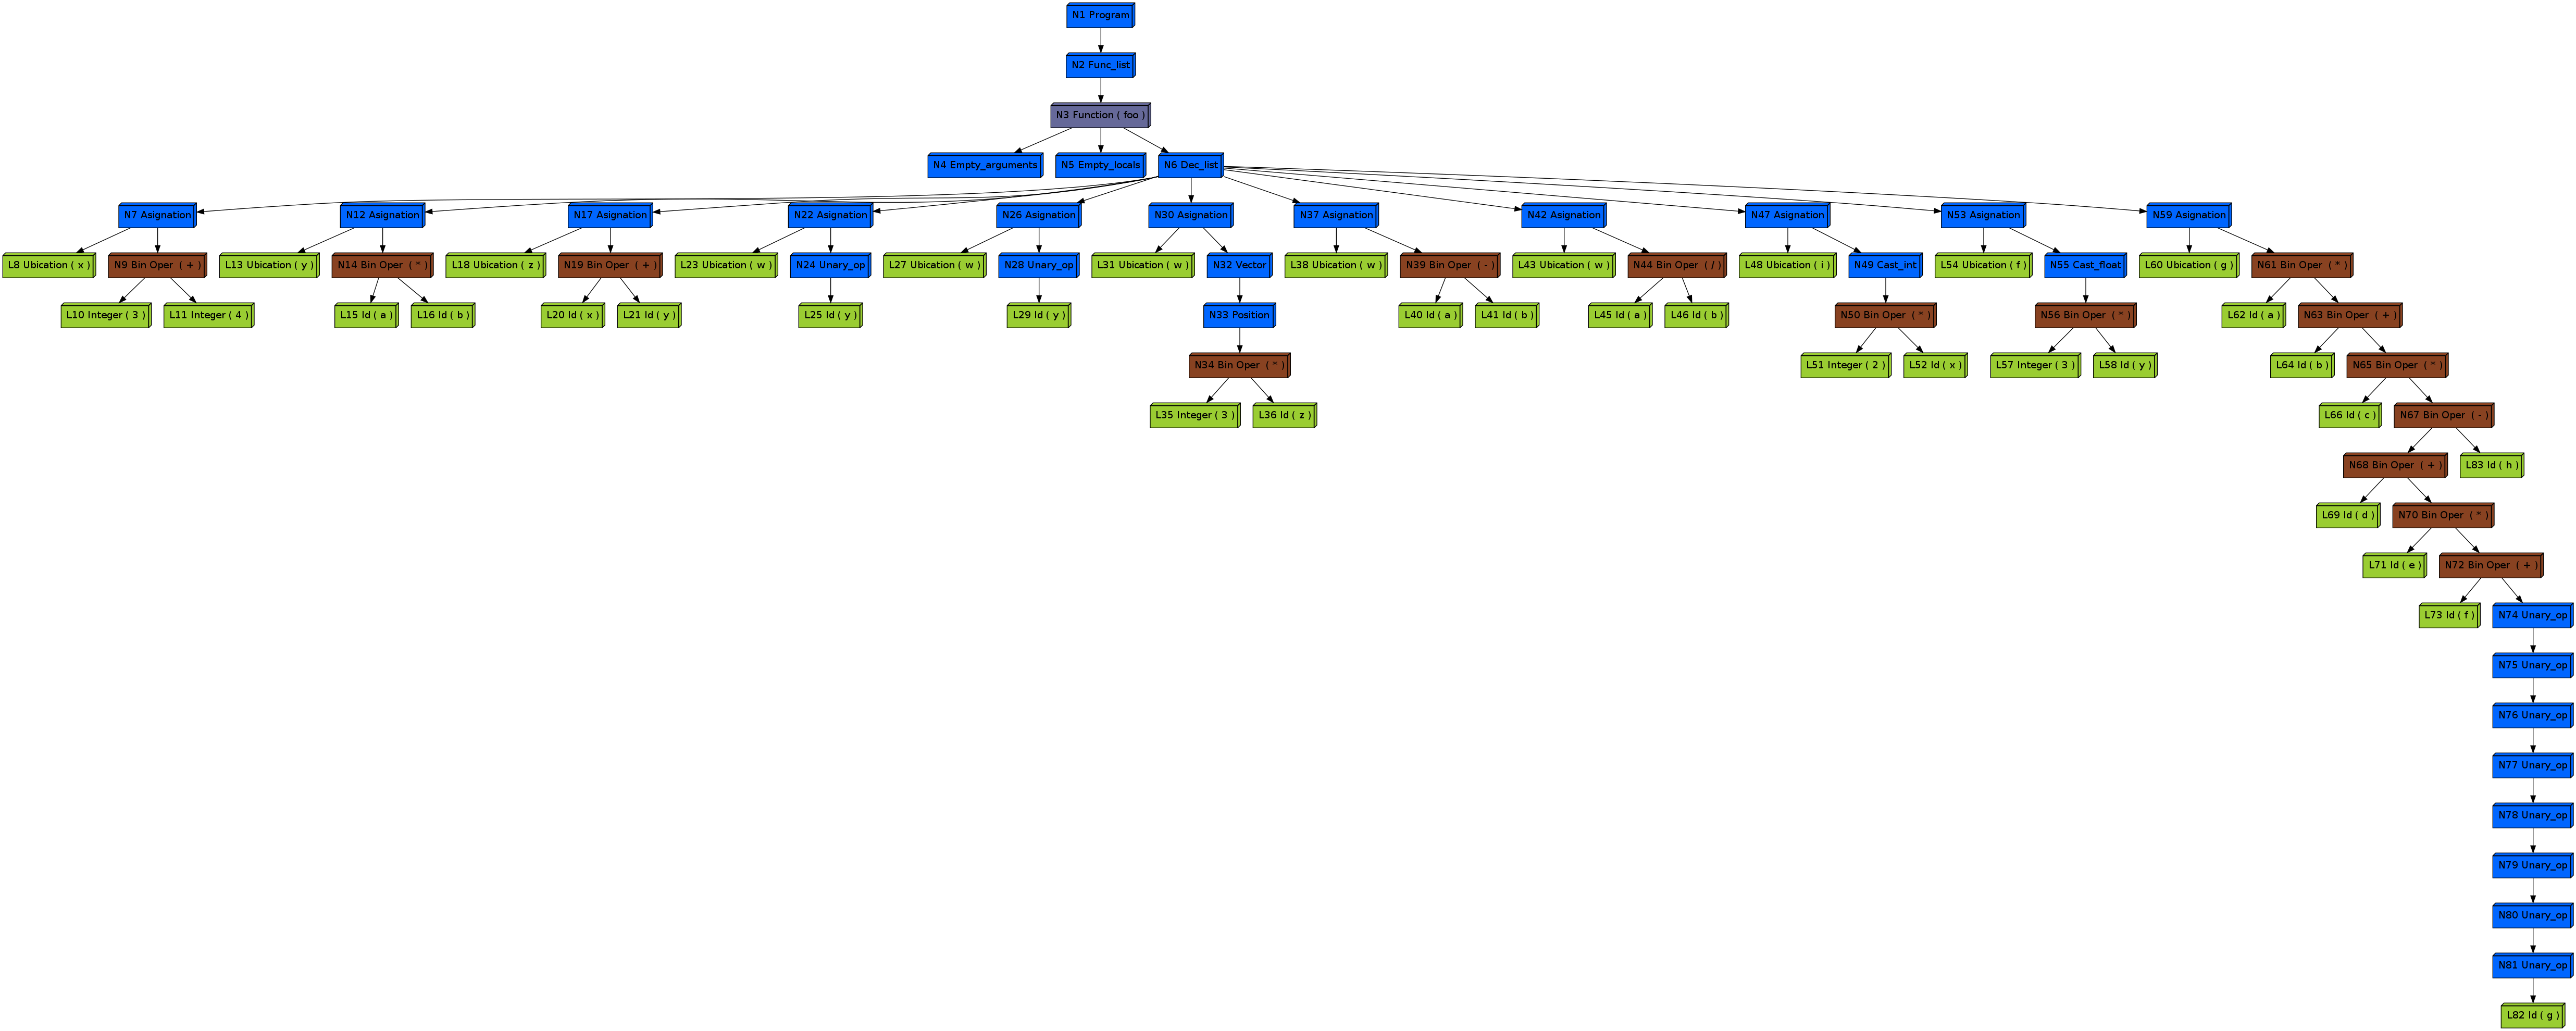 N1 Program
N2 Func_list
N3 Function ( foo )
N4 Empty_arguments
N5 Empty_locals
N6 Dec_list
N7 Asignation
N12 Asignation
N17 Asignation
N22 Asignation
N26 Asignation
N30 Asignation
N37 Asignation
N42 Asignation
N47 Asignation
N53 Asignation
N59 Asignation
L8 Ubication ( x )
N9 Bin Oper ( + )
L13 Ubication ( y )
N14 Bin Oper ( * )
L18 Ubication ( z )
N19 Bin Oper ( + )
L23 Ubication ( w )
N24 Unary_op
L27 Ubication ( w )
N28 Unary_op
L31 Ubication ( w )
N32 Vector
L38 Ubication ( w )
N39 Bin Oper ( - )
L43 Ubication ( w )
N44 Bin Oper ( / )
L48 Ubication ( i )
N49 Cast_int
L54 Ubication ( f )
N55 Cast_float
L60 Ubication ( g )
N61 Bin Oper ( * )
L10 Integer ( 3 )
L11 Integer ( 4 )
L15 Id ( a )
L16 Id ( b )
L20 Id ( x )
L21 Id ( y )
L25 Id ( y )
L29 Id ( y )
N33 Position
L40 Id ( a )
L41 Id ( b )
L45 Id ( a )
L46 Id ( b )
N50 Bin Oper ( * )
N56 Bin Oper ( * )
L62 Id ( a )
N63 Bin Oper ( + )
N34 Bin Oper ( * )
L51 Integer ( 2 )
L52 Id ( x )
L57 Integer ( 3 )
L58 Id ( y )
L64 Id ( b )
N65 Bin Oper ( * )
L35 Integer ( 3 )
L36 Id ( z )
L66 Id ( c )
N67 Bin Oper ( - )
N68 Bin Oper ( + )
L83 Id ( h )
L69 Id ( d )
N70 Bin Oper ( * )
L71 Id ( e )
N72 Bin Oper ( + )
L73 Id ( f )
N74 Unary_op
N75 Unary_op
N76 Unary_op
N77 Unary_op
N78 Unary_op
N79 Unary_op
N80 Unary_op
N81 Unary_op
L82 Id ( g )